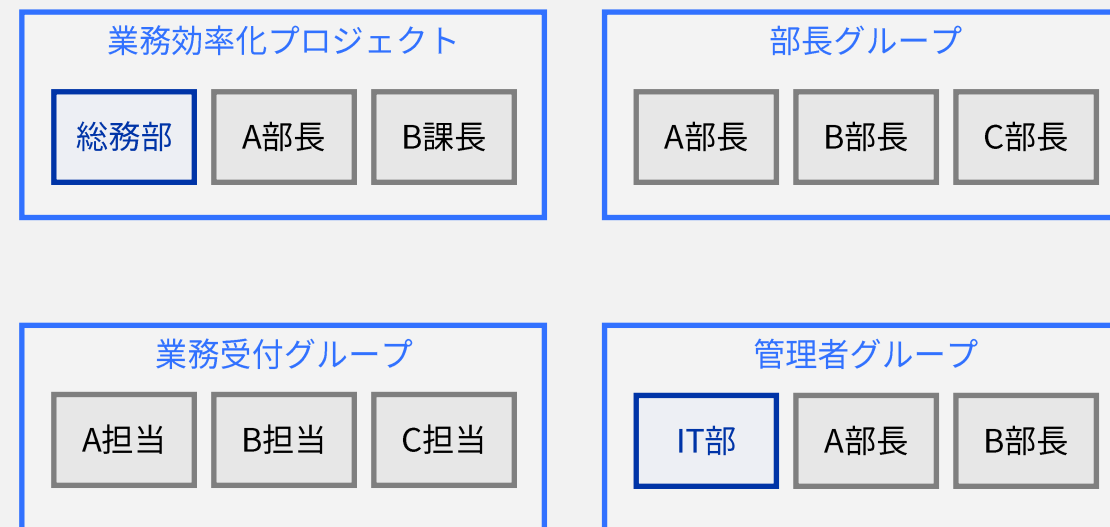 業務効率化プロジェクト
総務部 A部長 B課長
部長グループ
A部長 B部長 C部長
業務受付グループ
A担当 B担当 C担当
管理者グループ
IT部 A部長 B部長